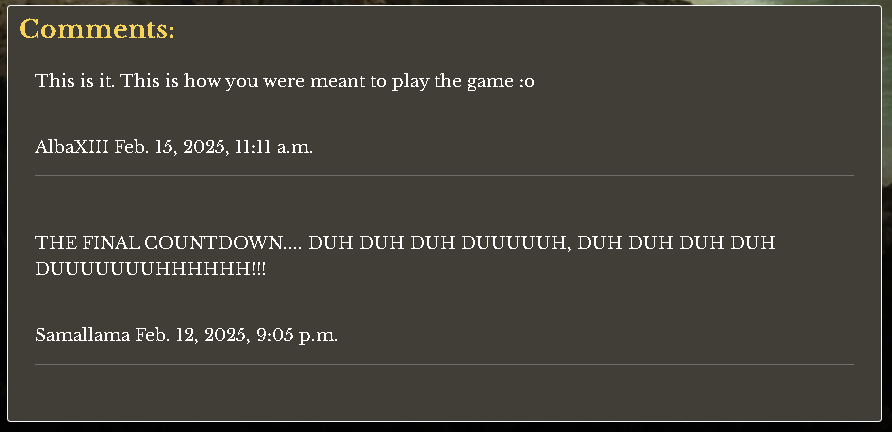 Comments:
This is it. This is how you were meant to play the game :o
AlbaXIII Feb. 15, 2025, 11:11 a.m.
THE FINAL COUNTDOWN.... DUH DUH DUH DUUUUUH, DUH DUH DUH DUH
DUUUUUUUHHHHHH!!!
Samallama Feb. 12, 2025, 9:05 p.m.